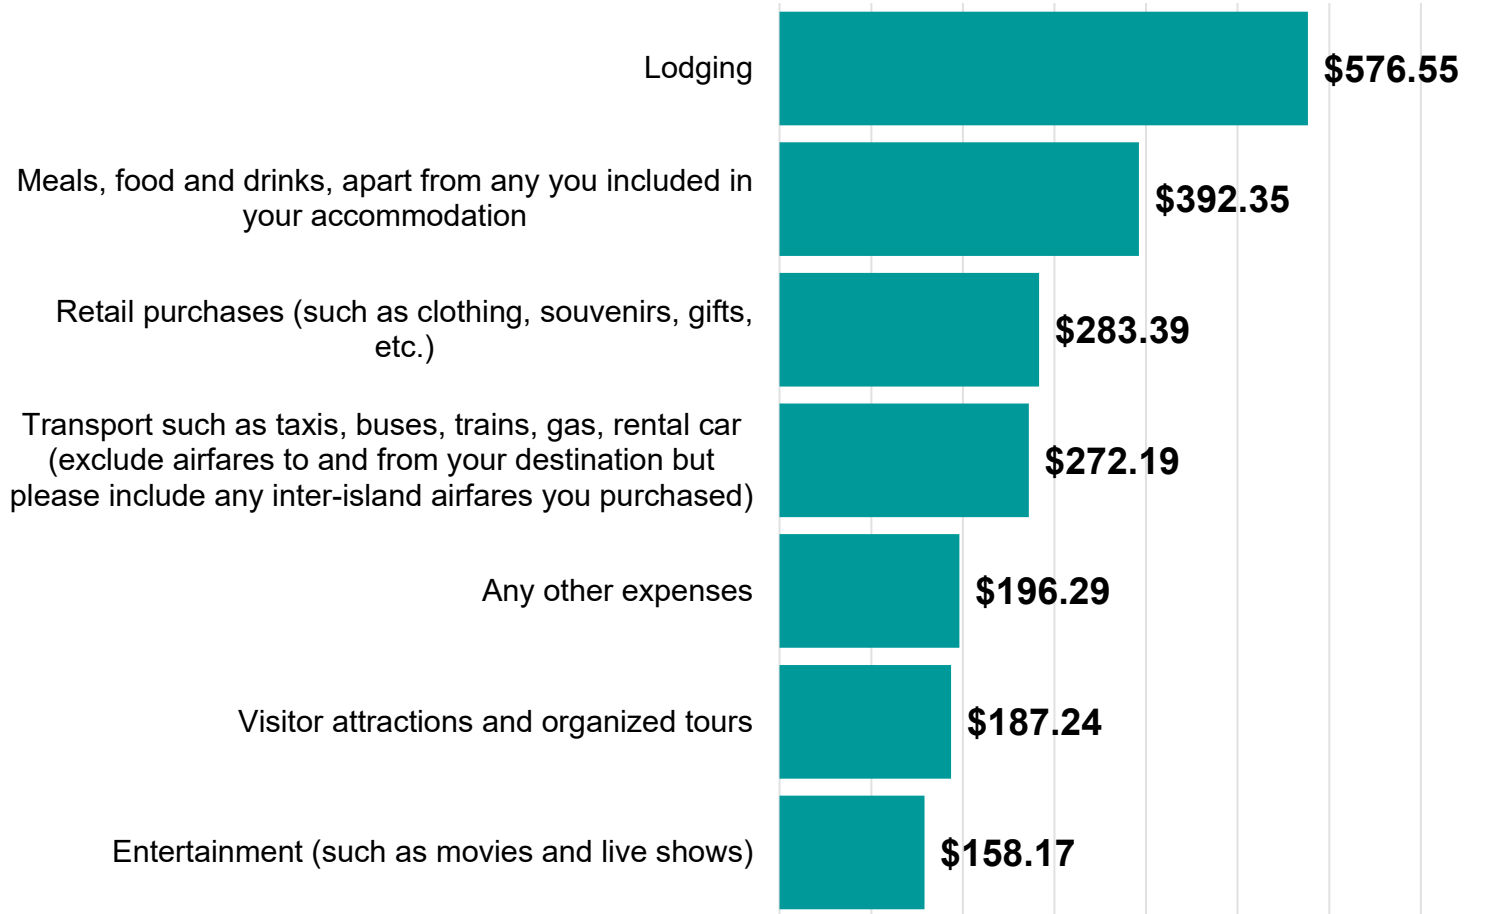 Lodging
$576.55
Meals, food and drinks, apart from any you included in
your accommodation
$392.35
Retail purchases (such as clothing, souvenirs, gifts,
etc.)
$283.39
Transport such as taxis, buses, trains, gas, rental car
(exclude airfares to and from your destination but
please include any inter-island airfares you purchased)
$272.19
Any other expenses
$196.29
Visitor attractions and organized tours
$187.24
Entertainment (such as movies and live shows)
$158.17